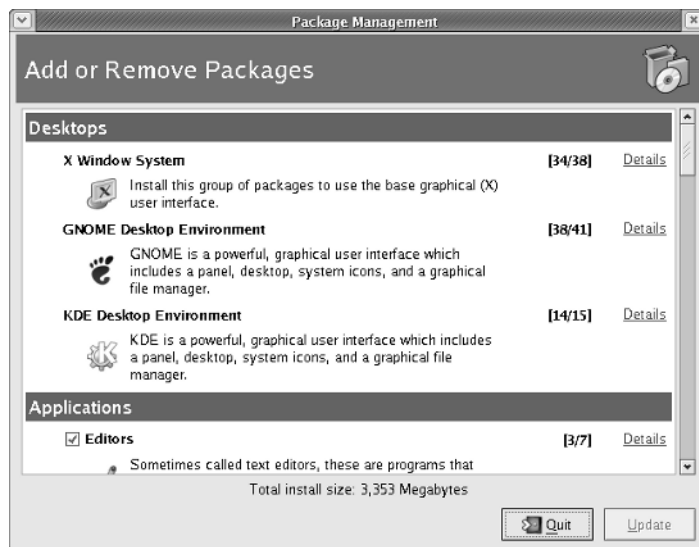 Package Management
Add or Remove Packages
Desktops
X Window System [34/38] Details
Install this group of packages to use the base graphical (X)
user interface.
GNOME Desktop Environment [38/41] Details
GNOME is a powerful, graphical user interface which
includes a panel, desktop, system icons, and a graphical
file manager.
KDE Desktop Environment [14/15] Details
KDE is a powerful, graphical user interface which includes
a panel, desktop, system icons, and a graphical file
manager.
Applications
Editors [3/7] Details
Sometimes called text editors, these are programs that
Total install size: 3,353 Megabytes
Quit Update